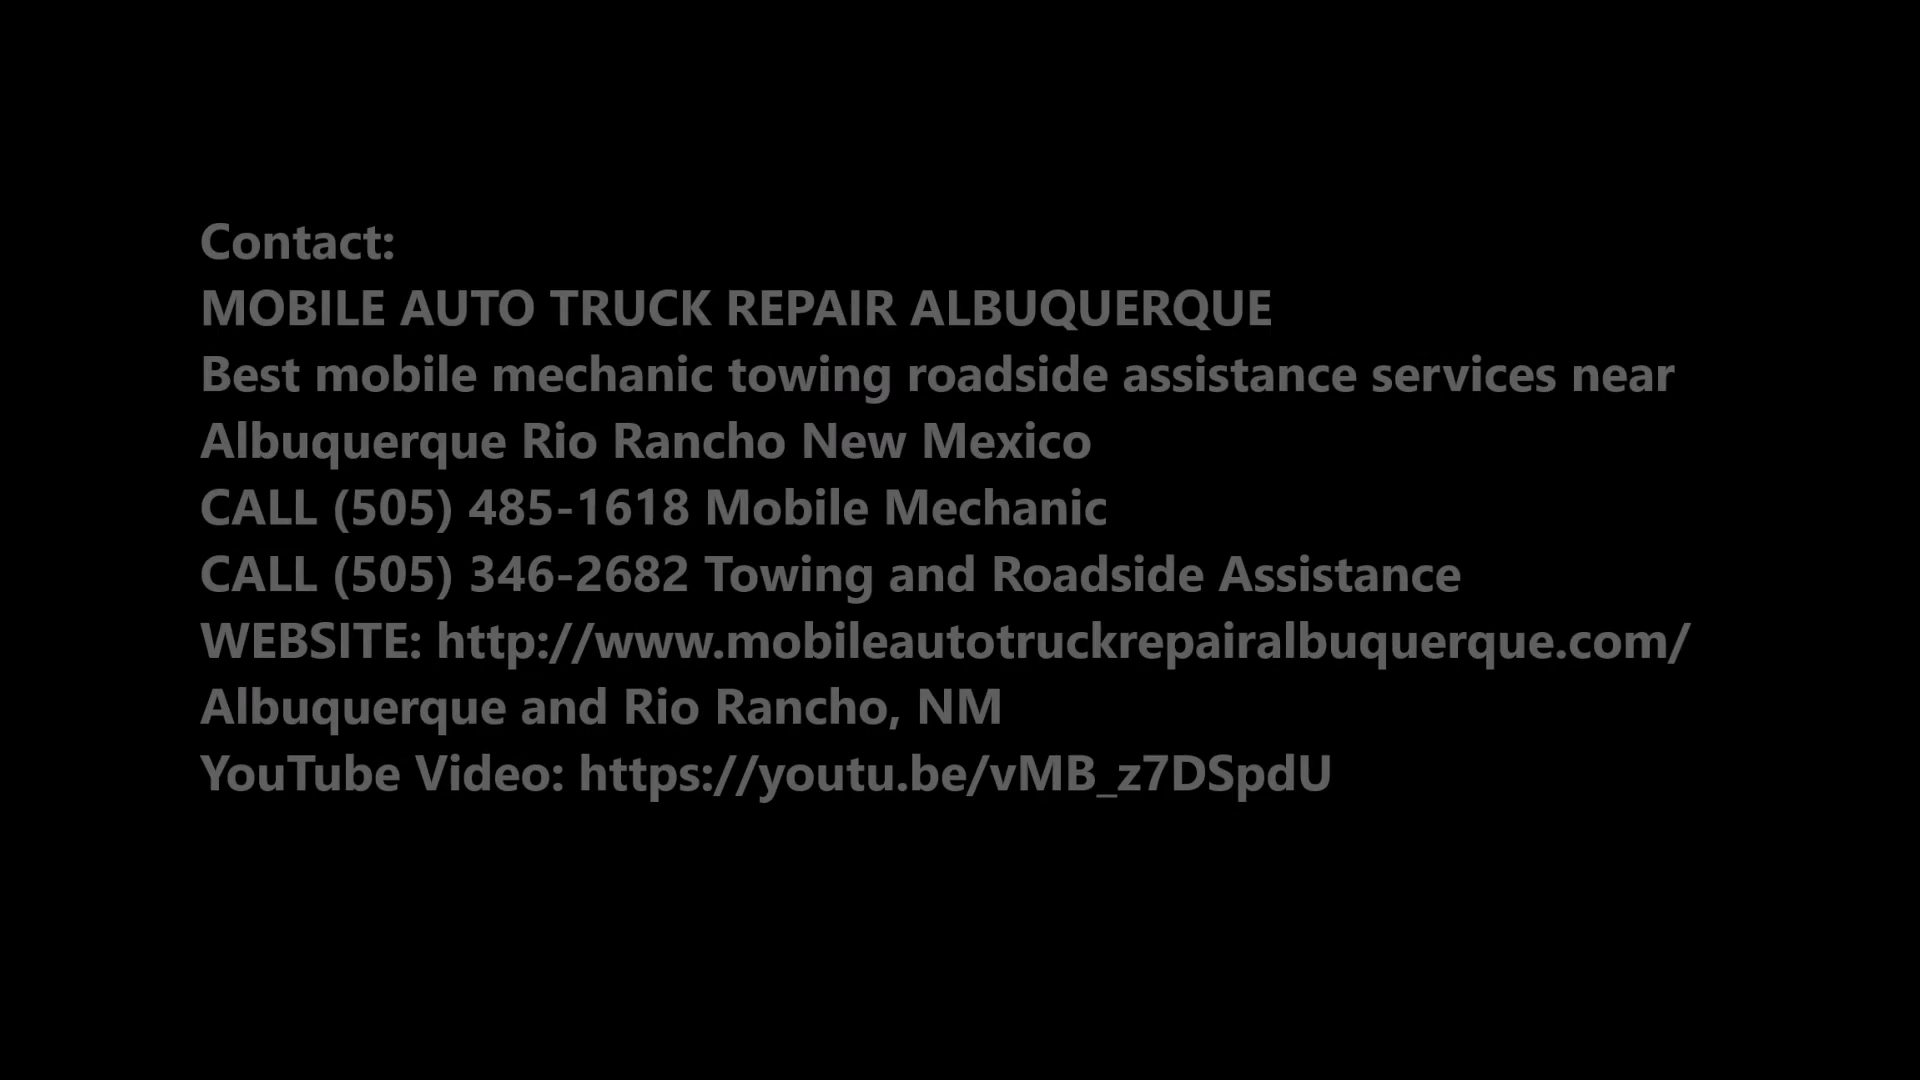 Contact:
MOBILE AUTO TRUCK REPAIR ALBUQUERQUE
Best mobile mechanic towing roadside assistance services near
Albuquerque Rio Rancho New Mexico
CALL (505) 485-1618 Mobile Mechanic
CALL (505) 346-2682 Towing and Roadside Assistance
WEBSITE: http://www.mobileautotruckrepairalbuquerque.com/
Albuquerque and Rio Rancho, NM
YouTube Video: https://youtu.be/vMB_z7DSpdU